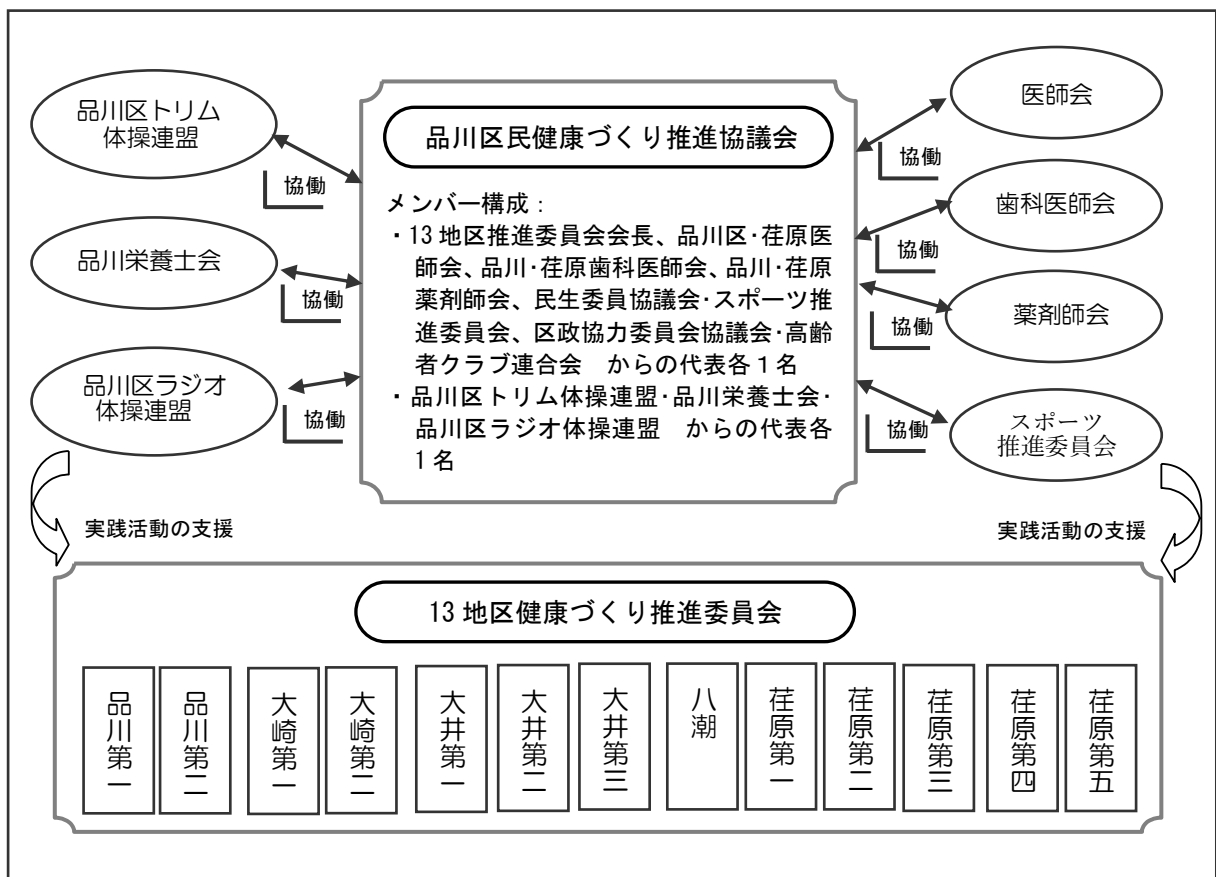 品川区トリム
体操連盟
協働
品川栄養士会
協働
品川区ラジオ
体操連盟
協働
品川区民健康づくり推進協議会
メンバー構成：
・13地区推進委員会会長、品川区・荏原医
師会、品川・荏原歯科医師会、品川・荏原
薬剤師会、民生委員協議会・スポーツ推
進委員会、区政協力委員会協議会・高齢
者クラブ連合会　からの代表各１名
・品川区トリム体操連盟・品川栄養士会・
品川区ラジオ体操連盟　からの代表各
1名
医師会
協働
歯科医師会
協働
薬剤師会
協働
スポーツ
推進委員会
協働
実践活動の支援
実践活動の支援
13地区健康づくり推進委員会
品川第一
品川第二
大崎第一
大崎第二
大井第一
大井第二
大井第三
八潮
荏原第一
荏原第二
荏原第三
荏原第四
荏原第五